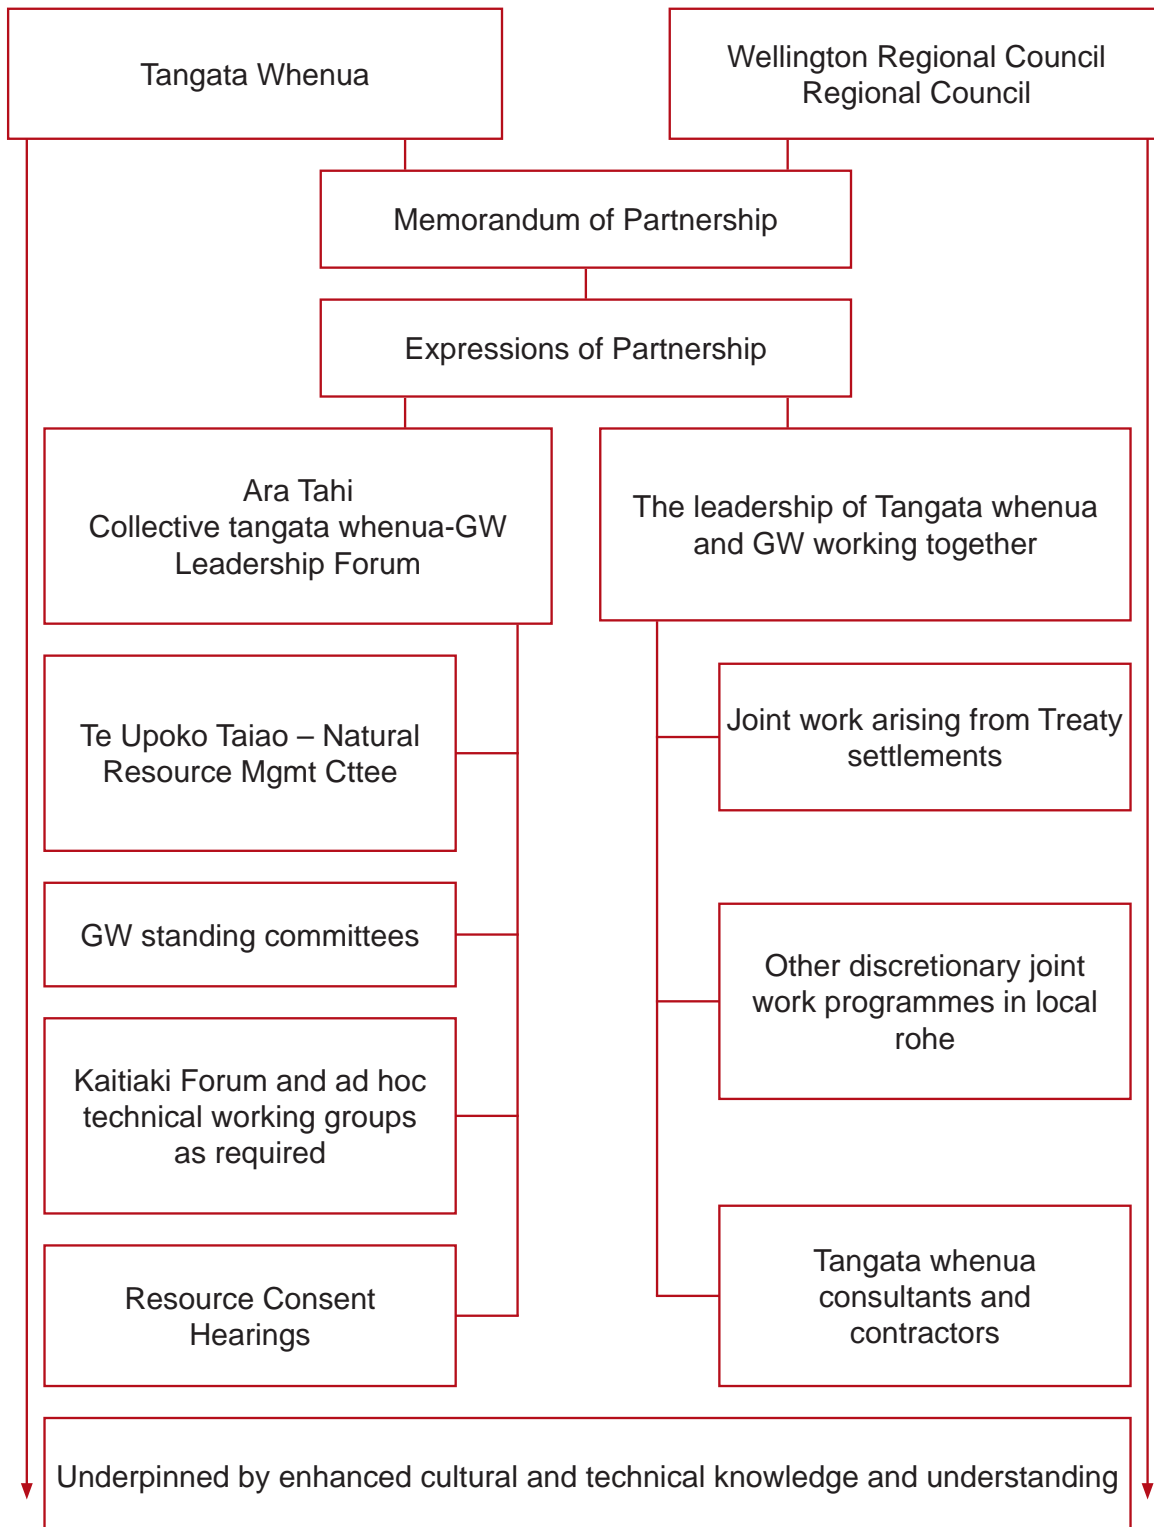 Tangata Whenua
Wellington Regional Council
Regional Council
Memorandum of Partnership
Expressions of Partnership
Ara Tahi
Collective tangata whenua-GW
Leadership Forum
The leadership of Tangata whenua
and GW working together
Te Upoko Taiao – Natural
Resource Mgmt Cttee
GW standing committees
Kaitiaki Forum and ad hoc
technical working groups
as required
Resource Consent
Hearings
Joint work arising from Treaty
settlements
Other discretionary joint
work programmes in local
rohe
Tangata whenua
consultants and
contractors
Underpinned by enhanced cultural and technical knowledge and understanding